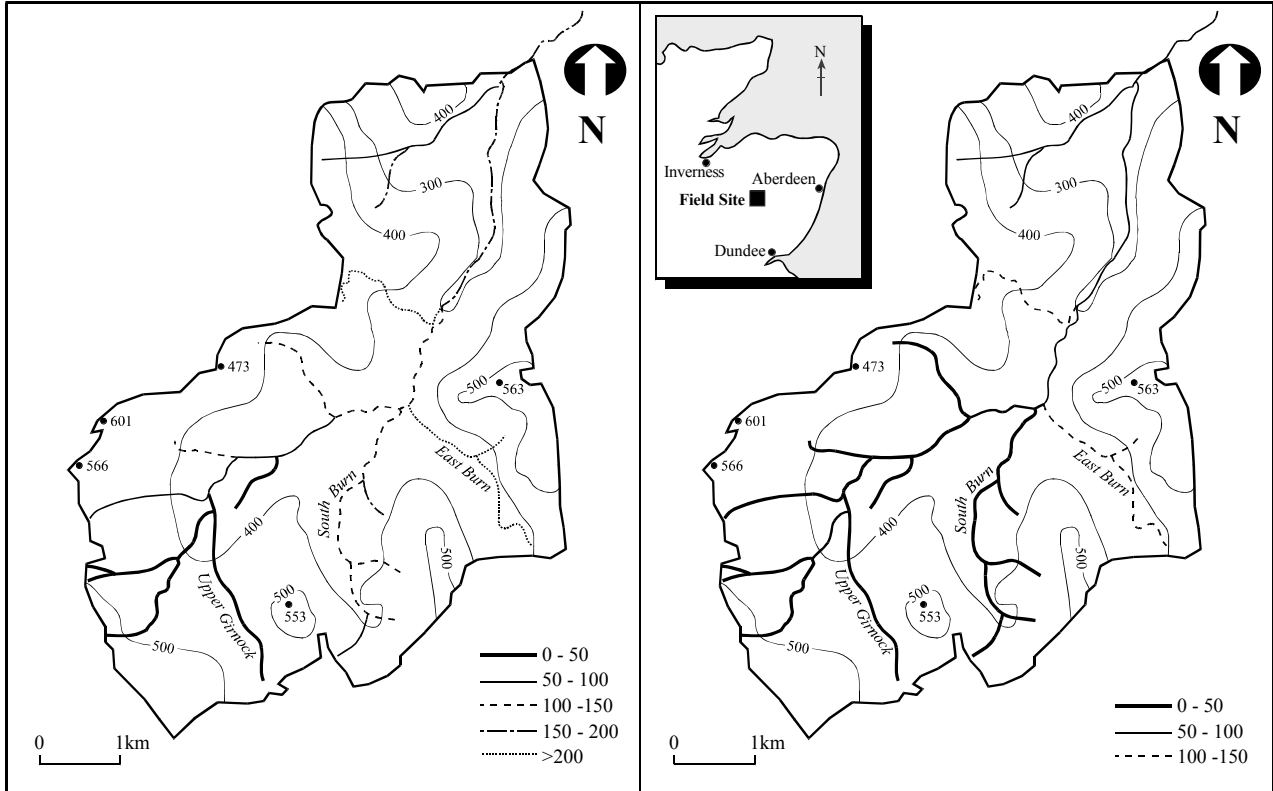 N
400
300
400
473
601
566
500
563
East Burn
South Burn
400
500
Upper Girnock
500
553
500
0 - 50
50 - 100
100 -150
150 - 200
>200
0 1km
N
Inverness
Aberdeen
Field Site
Dundee
N
400
300
400
473
601
566
500
563
East Burn
South Burn
400
500
Upper Girnock
500
553
500
0 - 50
50 - 100
100 -150
0 1km